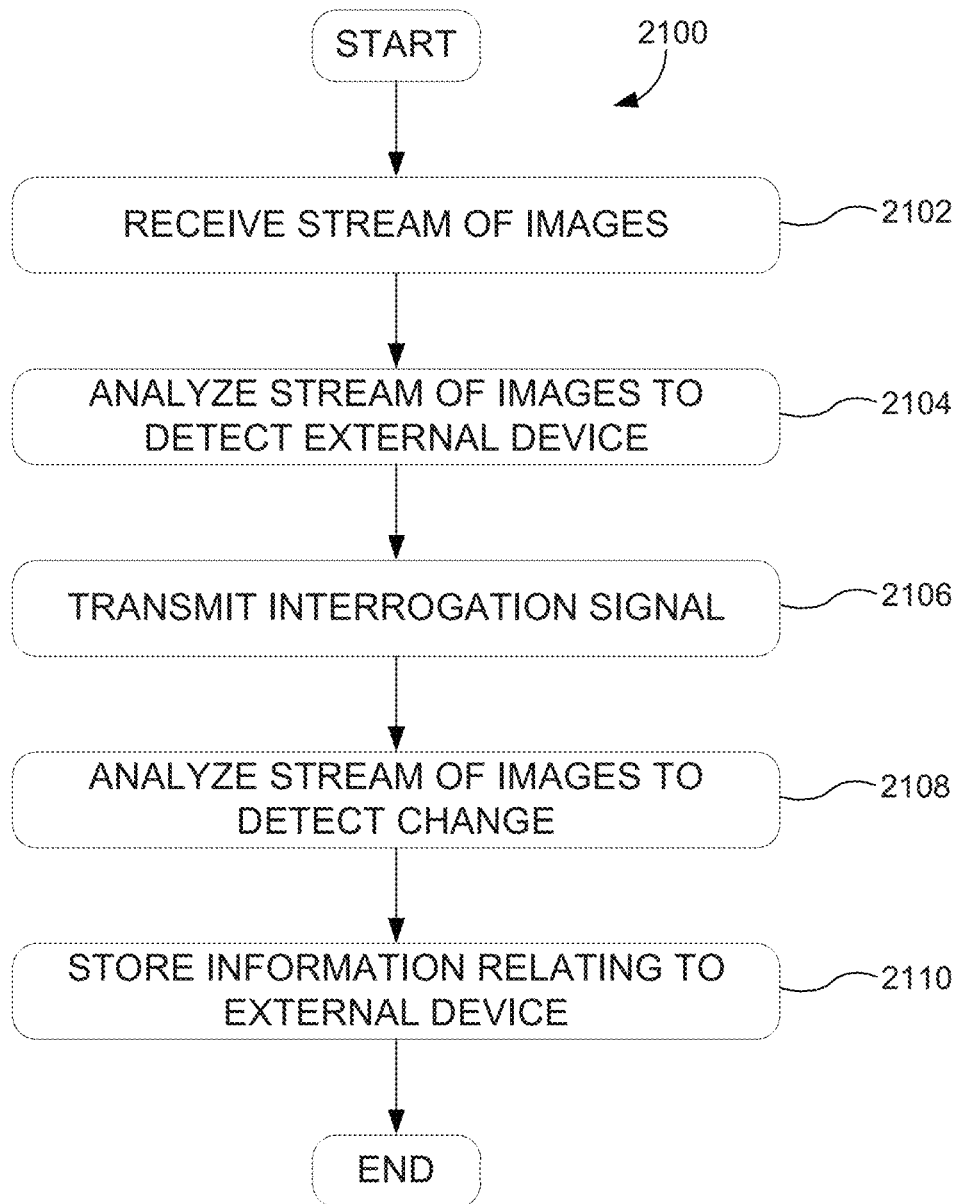 START
2100
RECEIVE STREAM OF IMAGES
2102
ANALYZE STREAM OF IMAGES TO
DETECT EXTERNAL DEVICE
2104
TRANSMIT INTERROGATION SIGNAL
2106
ANALYZE STREAM OF IMAGES TO
DETECT CHANGE
2108
STORE INFORMATION RELATING TO
EXTERNAL DEVICE
2110
END